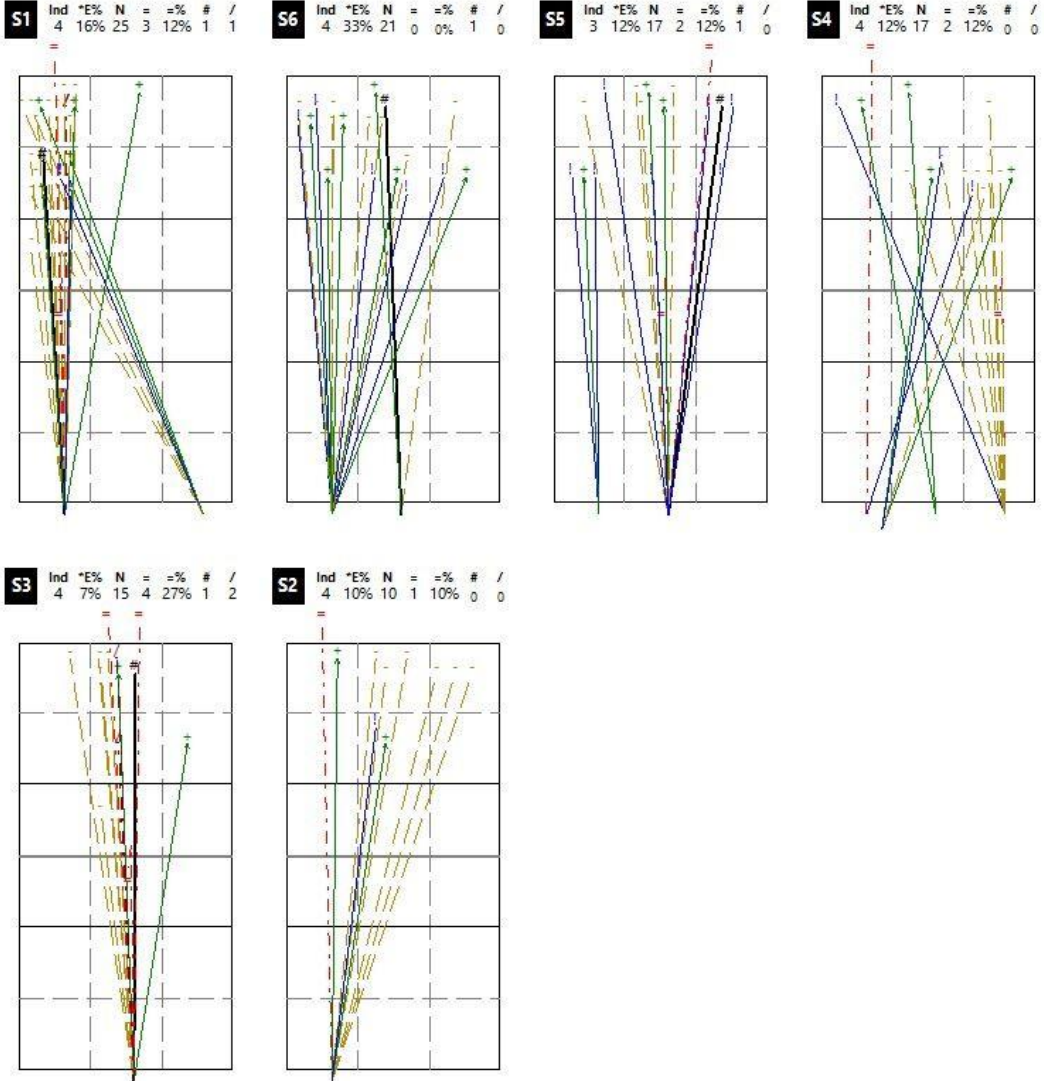 S1 Ind *E% N = =% # /
4 16% 25 3 12% 1 1
S6 Ind *E% N = =% # /
4 33% 21 0 0% 1 0
S5 Ind *E% N = =% # /
3 12% 17 2 12% 1 0
S4 Ind *E% N = =% # /
4 12% 17 2 12% 0 0
S3 Ind *E% N = =% # /
4 7% 15 4 27% 1 2
S2 Ind *E% N = =% # /
4 10% 10 1 10% 0 0